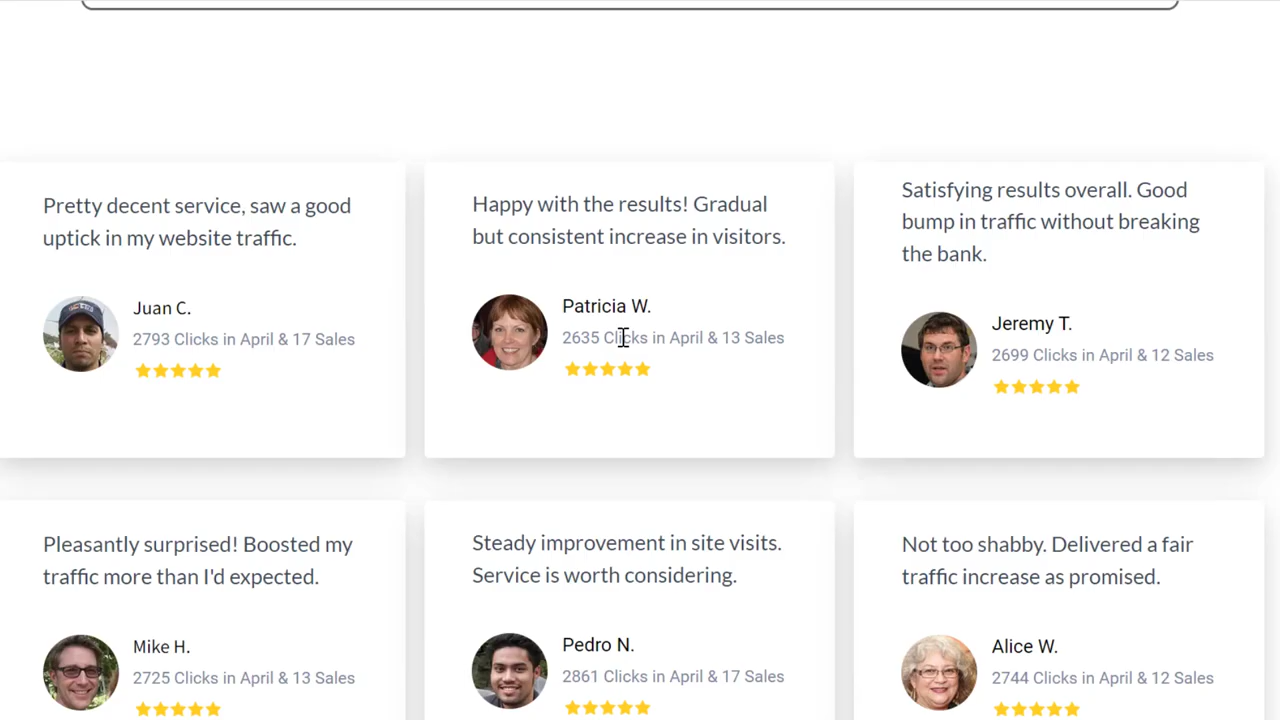 Pretty decent service, saw a good
uptick in my website traffic.
Juan C.
2793 Clicks in April & 17 Sales
Happy with the results! Gradual
but consistent increase in visitors.
Patricia W.
2635 Clicks in April & 13 Sales
Satisfying results overall. Good
bump in traffic without breaking
the bank.
Jeremy T.
2699 Clicks in April & 12 Sales
Pleasantly surprised! Boosted my
traffic more than I'd expected.
Mike H.
2725 Clicks in April & 13 Sales
Steady improvement in site visits.
Service is worth considering.
Pedro N.
2861 Clicks in April & 17 Sales
Not too shabby. Delivered a fair
traffic increase as promised.
Alice W.
2744 Clicks in April & 12 Sales